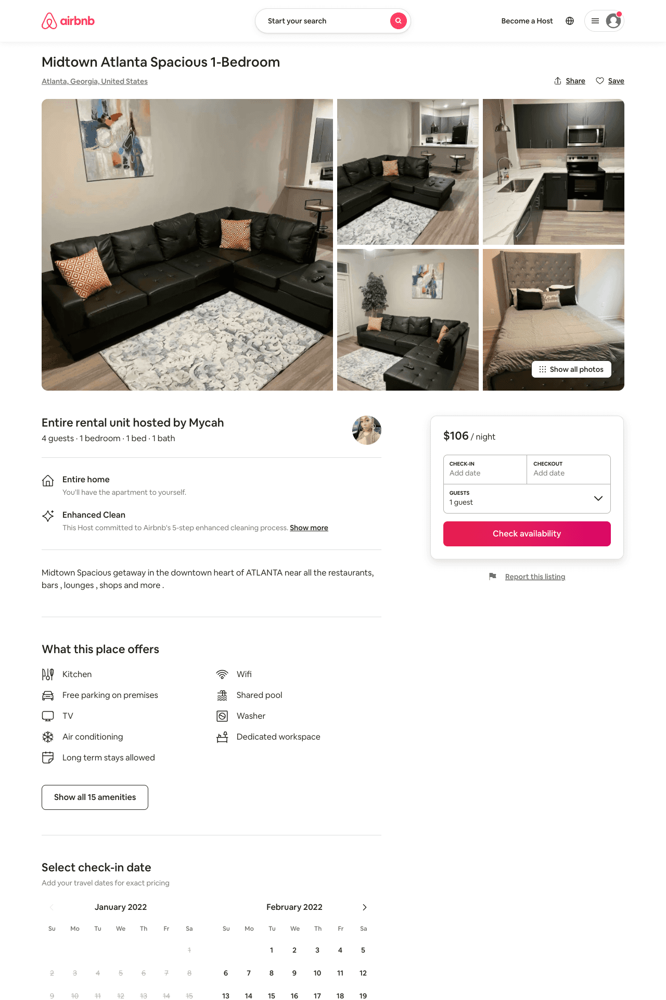 airbnb
Start your search
Become a Host
Midtown Atlanta Spacious 1-Bedroom
Atlanta, Georgia, United States
Share
Save
Beyond
blessed
Show all photos
Entire rental unit hosted by Mycah
4 guests · 1 bedroom · 1 bed · 1 bath
Entire home
You'll have the apartment to yourself.
Enhanced Clean
This Host committed to Airbnb's 5-step enhanced cleaning process. Show more
Midtown Spacious getaway in the downtown heart of ATLANTA near all the restaurants,
bars , lounges , shops and more .
$106 / night
CHECK-IN
Add date
CHECKOUT
Add date
GUESTS
1 guest
Check availability
Report this listing
What this place offers
Kitchen
Wifi
Free parking on premises
Shared pool
TV
Washer
Air conditioning
Dedicated workspace
Long term stays allowed
Show all 15 amenities
Select check-in date
Add your travel dates for exact pricing
January 2022
Su Mo Tu We Th Fr Sa
1
2 3 4 5 6 7 8
9 10 11 12 13 14 15
February 2022
Su Mo Tu We Th Fr Sa
1 2 3 4 5
6 7 8 9 10 11 12
13 14 15 16 17 18 19